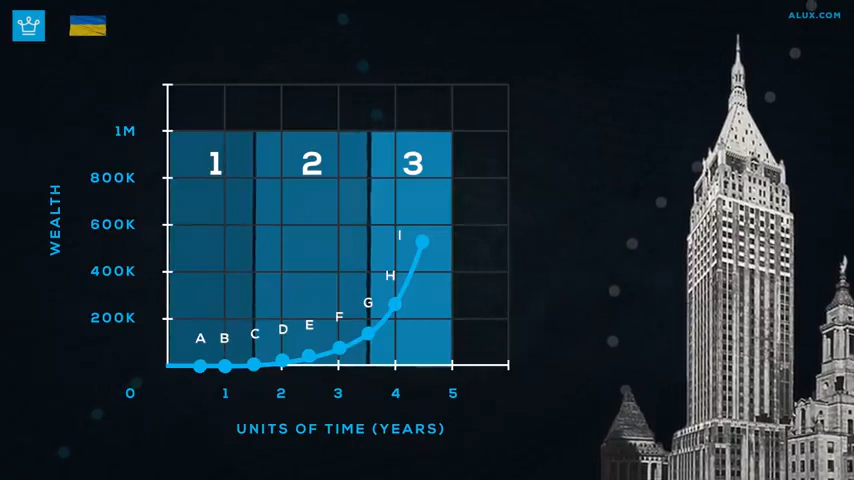 ALUX.COM
1M
800K
600K
400K
200K
WEALTH
1 2 3
A B C D E F G H I
0 1 2 3 4 5
UNITS OF TIME (YEARS)